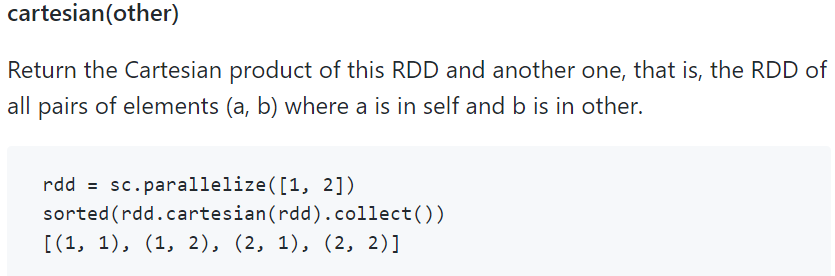 cartesian(other)
Return the Cartesian product of this RDD and another one, that is, the RDD of
all pairs of elements (a, b) where a is in self and b is in other.
rdd = sc.parallelize([1, 2])
sorted(rdd.cartesian(rdd).collect())
[(1, 1), (1, 2), (2, 1), (2, 2)]